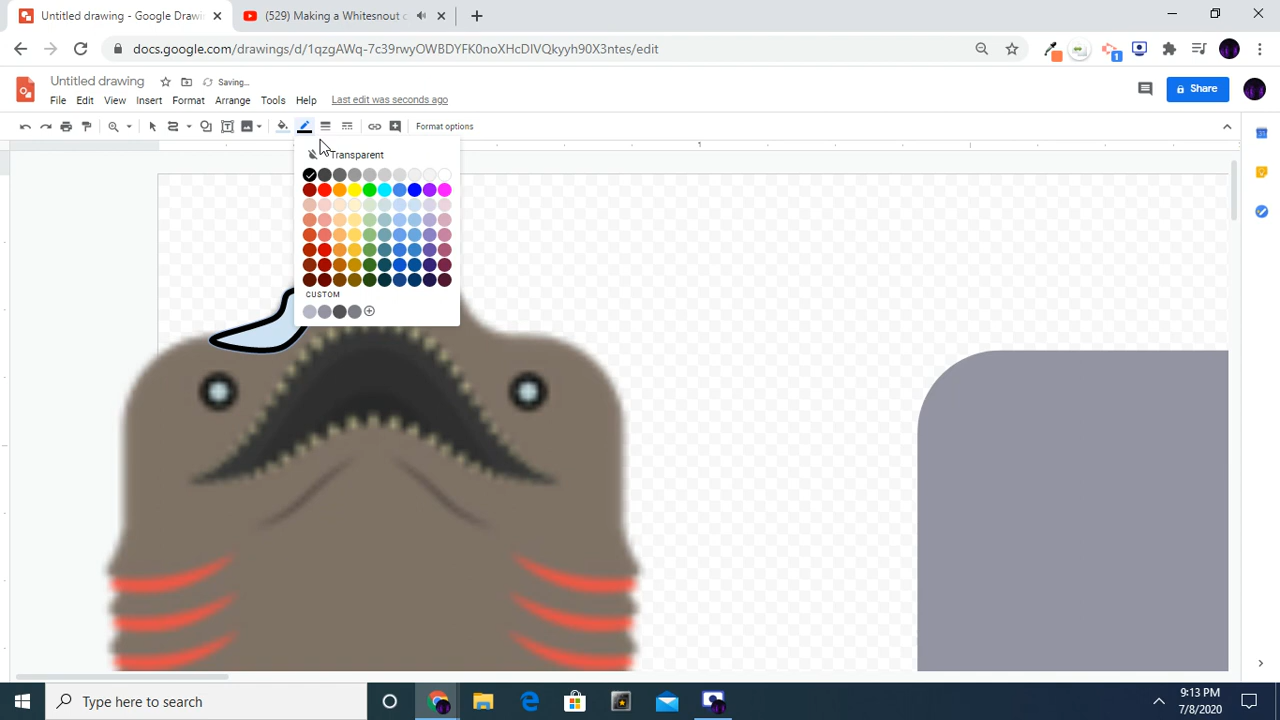 Untitled drawing - Google Drawi
(529) Making a Whitesnout c
docs.google.com/drawings/d/1qzgAWq-7c39rwyOWBDYFK0noXHcDIVQkyyh90X3ntes/edit
1
Untitled drawing
Saving...
File Edit View Insert Format Arrange Tools Help Last edit was seconds ago
Share
Format options
1
Transparent
CUSTOM
Type here to search
9:13 PM
7/8/2020